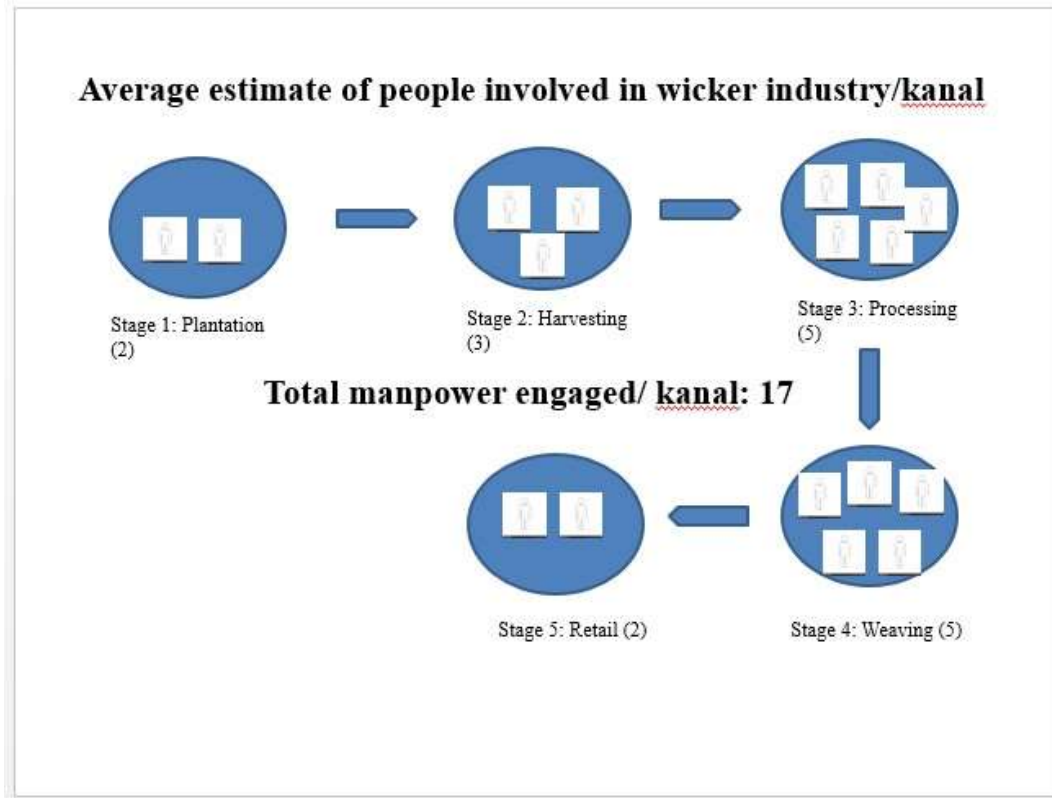 Average estimate of people involved in wicker industry/kanal
Stage 1: Plantation
(2)
Stage 2: Harvesting
(3)
Stage 3: Processing
(5)
Total manpower engaged/ kanal: 17
Stage 5: Retail (2)
Stage 4: Weaving (5)